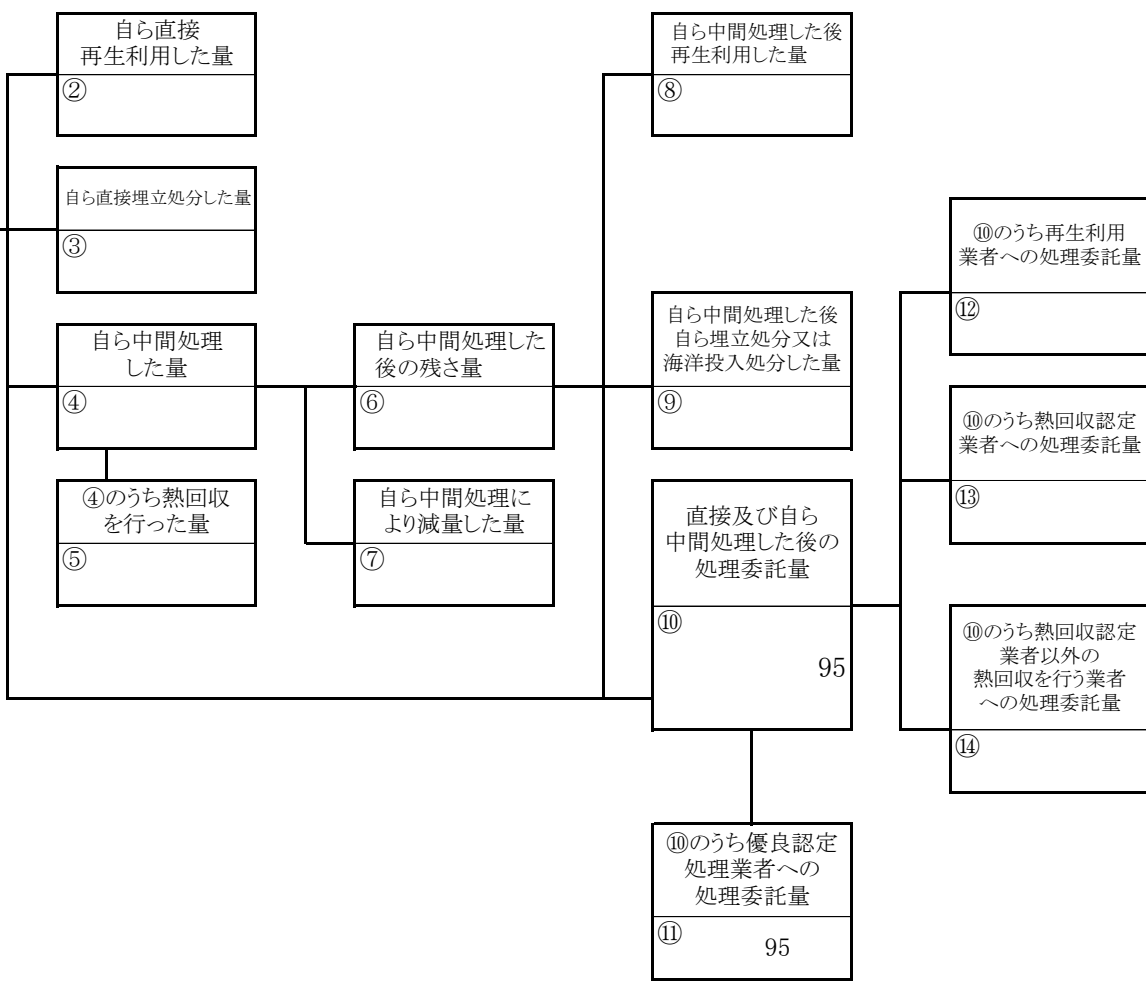 自ら直接
再生利用した量
②
自ら直接埋立処分した量
③
自ら中間処理
した量
④
④のうち熱回収
を行った量
⑤
自ら中間処理した
後の残さ量
⑥
自ら中間処理に
より減量した量
⑦
自ら中間処理した後
再生利用した量
⑧
自ら中間処理した後
自ら埋立処分又は
海洋投入処分した量
⑨
直接及び自ら
中間処理した後の
処理委託量
⑩
95
⑩のうち優良認定
処理業者への
処理委託量
⑪
95
⑩のうち再生利用
業者への処理委託量
⑫
⑩のうち熱回収認定
業者への処理委託量
⑬
⑩のうち熱回収認定
業者以外の
熱回収を行う業者
への処理委託量
⑭